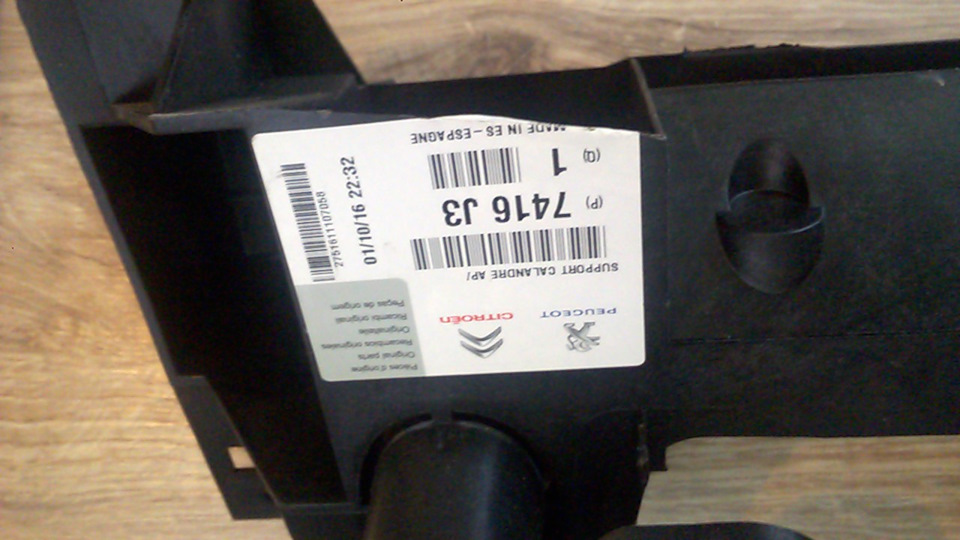 PEUGEOT
CITROËN
SUPPORT CALANDRE AP/
(P) 7416 J3
(Q) 1
MADE IN ES-ESPAGNE
Pièces d'origine
Original parts
Recambios originales
Originalteile
Ricambi originali
Peças de origem
01/10/16 22:32
2751611107058